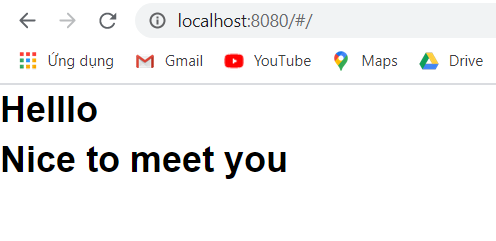 localhost:8080/#/
Ứng dụng Gmail YouTube Maps Drive
Helllo
Nice to meet you